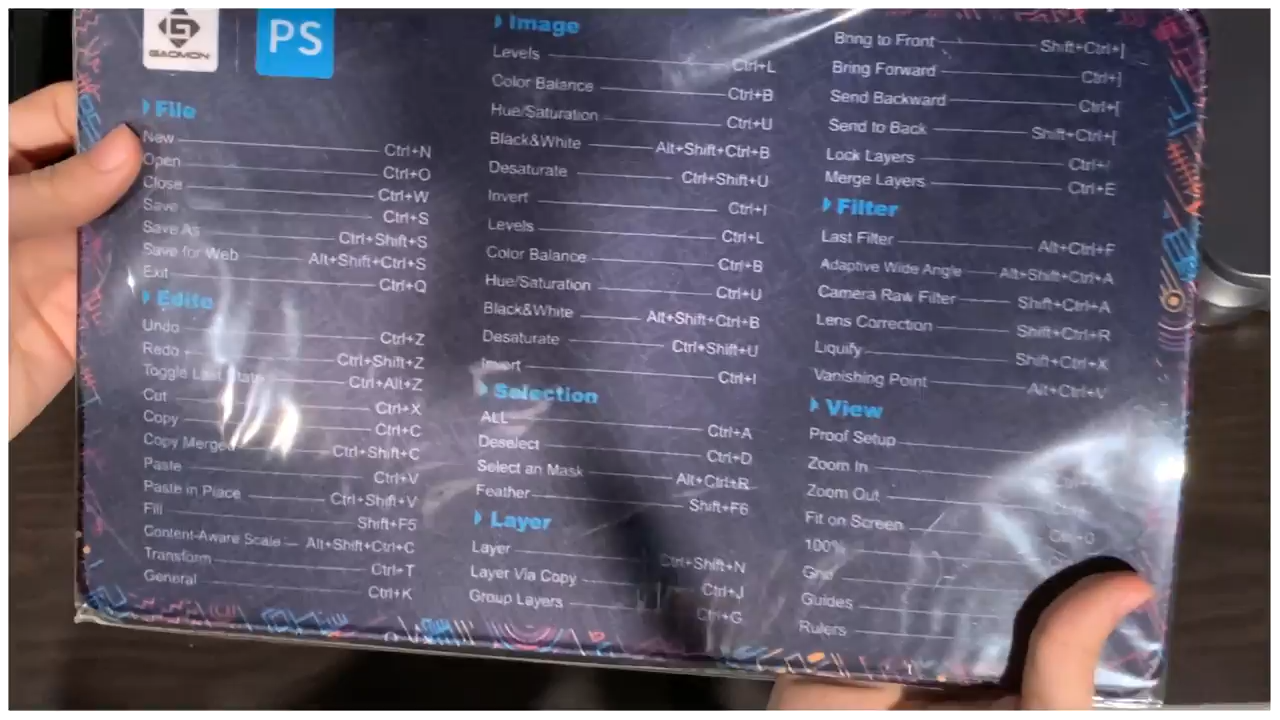 GAOMON
PS
File
New Ctrl+N
Open Ctrl+O
Close Ctrl+W
Save Ctrl+S
Save As Ctrl+Shift+S
Save for Web Alt+Shift+Ctrl+S
Exit Ctrl+Q
Edite
Undo Ctrl+Z
Redo Ctrl+Shift+Z
Toggle Last State Ctrl+Alt+Z
Cut Ctrl+X
Copy Ctrl+C
Copy Merged Ctrl+Shift+C
Paste Ctrl+V
Paste in Place Ctrl+Shift+V
Fill Shift+F5
Content-Aware Scale Alt+Shift+Ctrl+C
Transform Ctrl+T
General Ctrl+K
Image
Levels Ctrl+L
Color Balance Ctrl+B
Hue/Saturation Ctrl+U
Black&White Alt+Shift+Ctrl+B
Desaturate Ctrl+Shift+U
Invert Ctrl+I
Levels Ctrl+L
Color Balance Ctrl+B
Hue/Saturation Ctrl+U
Black&White Alt+Shift+Ctrl+B
Desaturate Ctrl+Shift+U
Invert Ctrl+I
Selection
ALL Ctrl+A
Deselect Ctrl+D
Select an Mask Alt+Ctrl+R
Feather Shift+F6
Layer
Layer Ctrl+Shift+N
Layer Via Copy Ctrl+J
Group Layers Ctrl+G
Bring to Front Shift+Ctrl+]
Bring Forward Ctrl+]
Send Backward Ctrl+[
Send to Back Shift+Ctrl+[
Lock Layers Ctrl+/
Merge Layers Ctrl+E
Filter
Last Filter Alt+Ctrl+F
Adaptive Wide Angle Alt+Shift+Ctrl+A
Camera Raw Filter Shift+Ctrl+A
Lens Correction Shift+Ctrl+R
Liquify Shift+Ctrl+X
Vanishing Point Alt+Ctrl+V
View
Proof Setup
Zoom In
Zoom Out
Fit on Screen Ctrl+0
100%
Grid
Guides
Rulers